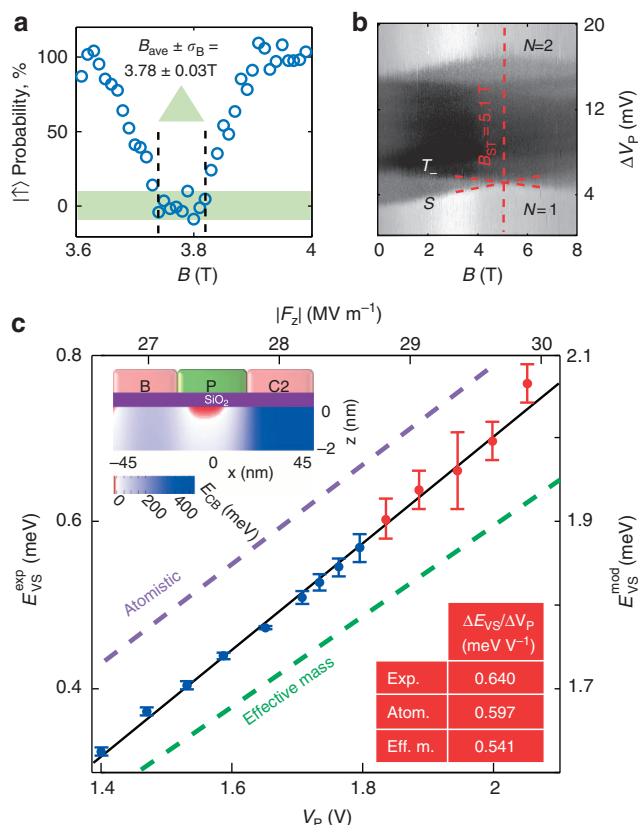 a
|↑⟩ Probability, %
100
50
0
B_ave ± σ_B =
3.78 ± 0.03T
3.6
3.8
4
B (T)
b
N=2
B_ST = 5.1 T
T_
S
N=1
20
12
4
ΔV_P (mV)
0
2
4
6
8
B (T)
c
|F_z| (MV m⁻¹)
27
28
29
30
0.8
0.6
0.4
E_VS^exp (meV)
2.1
1.9
1.7
E_VS^mod (meV)
B
P
C2
SiO₂
0
−2
z (nm)
−45
0
45
x (nm)
0
200
400
E_CB (meV)
Atomistic
Effective mass
ΔE_VS/ΔV_P
(meV V⁻¹)
Exp. 0.640
Atom. 0.597
Eff. m. 0.541
1.4
1.6
1.8
2
V_P (V)